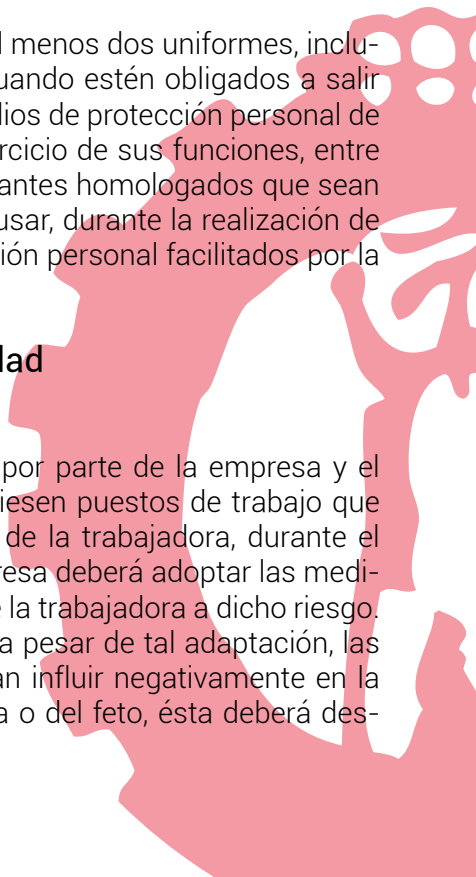 l menos dos uniformes, inclu-
uando estén obligados a salir
dios de protección personal de
rcicio de sus funciones, entre
antes homologados que sean
usar, durante la realización de
ión personal facilitados por la
dad
por parte de la empresa y el
iesen puestos de trabajo que
de la trabajadora, durante el
resa deberá adoptar las medi-
e la trabajadora a dicho riesgo.
a pesar de tal adaptación, las
an influir negativamente en la
a o del feto, ésta deberá des-